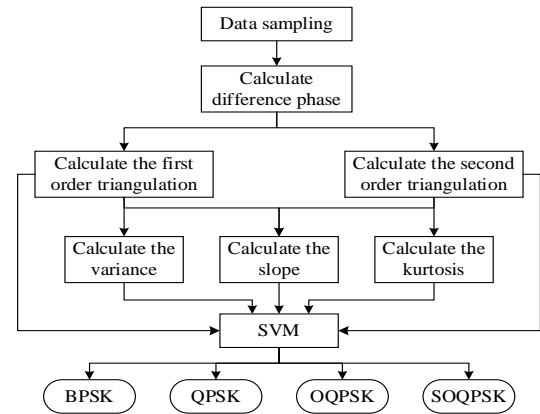 Data sampling
Calculate
difference phase
Calculate the first
order triangulation
Calculate the second
order triangulation
Calculate the
variance
Calculate the
slope
Calculate the
kurtosis
SVM
BPSK
QPSK
OQPSK
SOQPSK